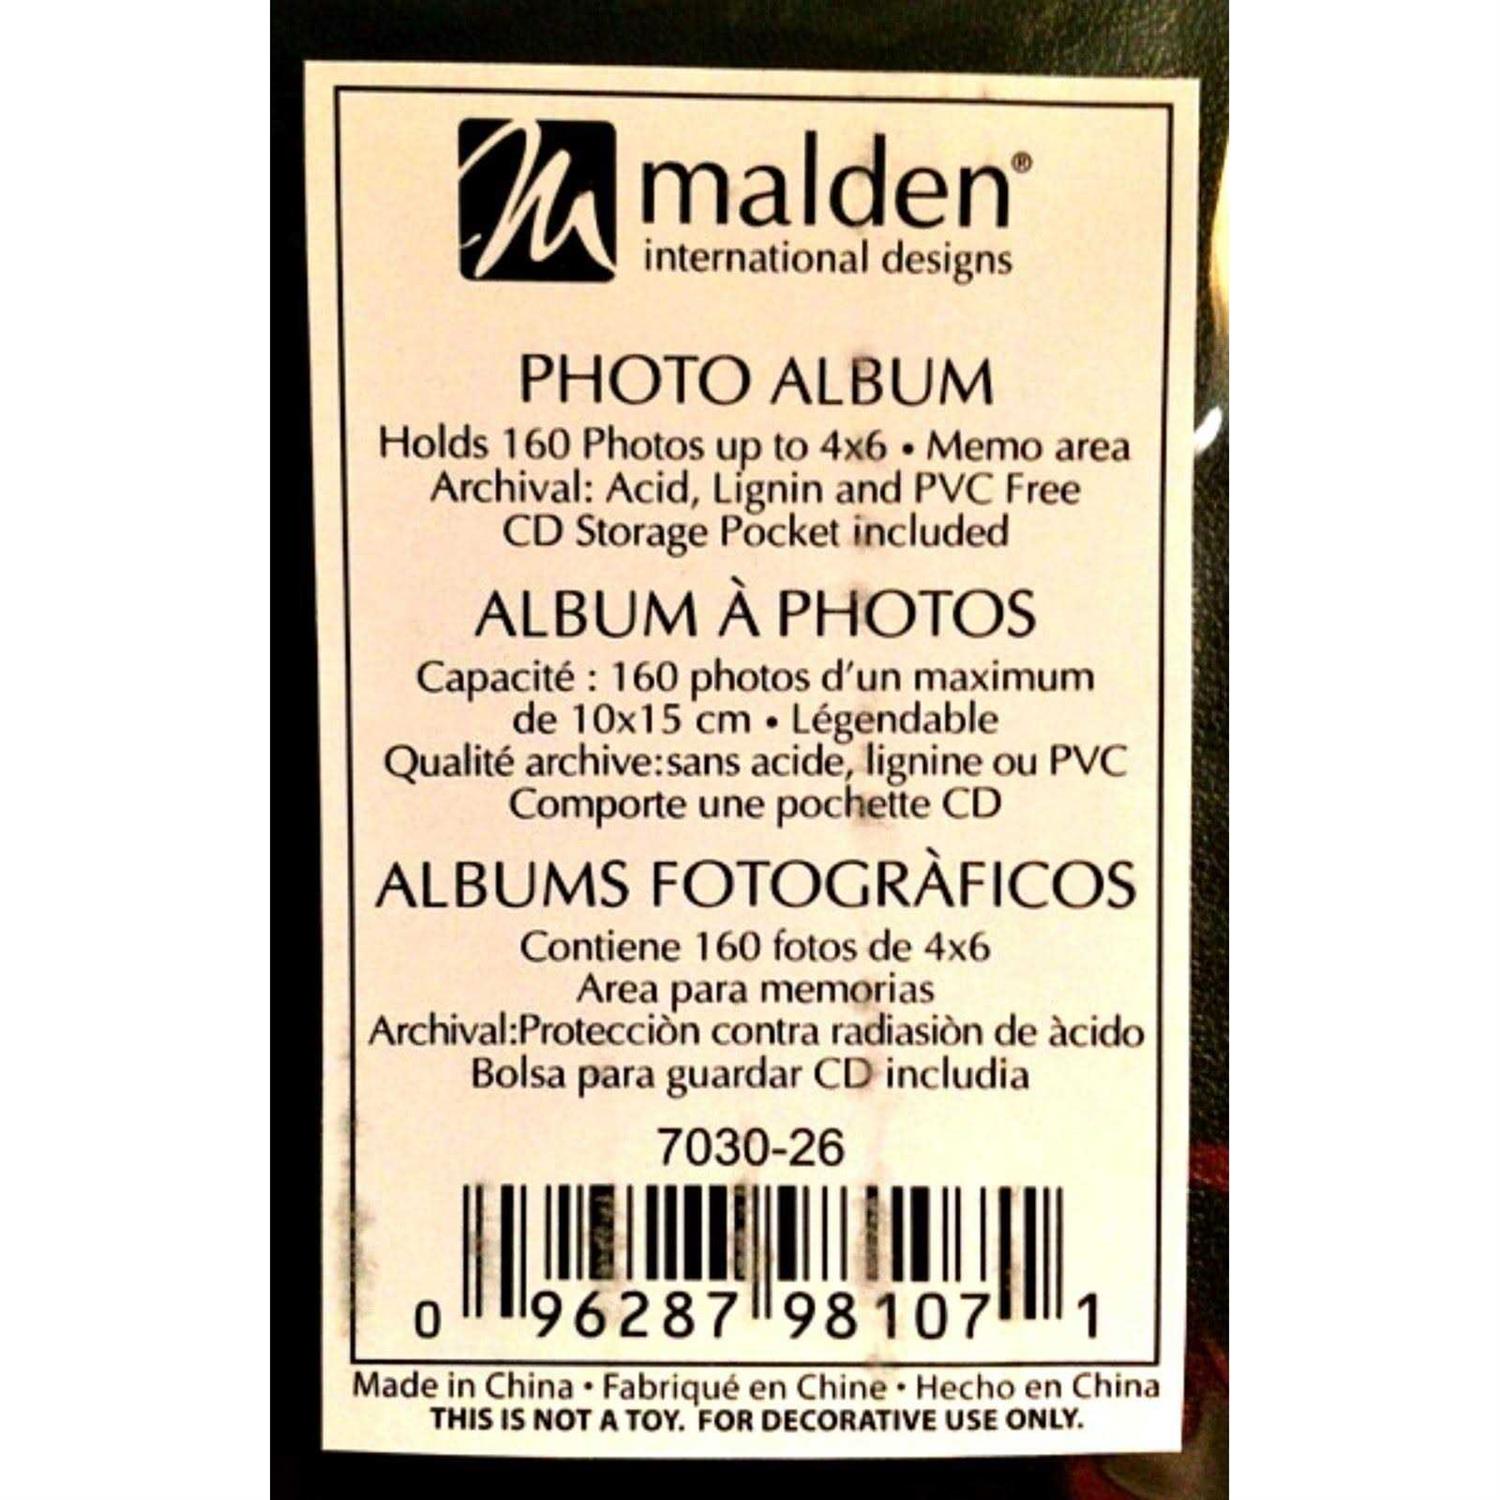 malden®
international designs
PHOTO ALBUM
Holds 160 Photos up to 4x6 • Memo area
Archival: Acid, Lignin and PVC Free
CD Storage Pocket included
ALBUM À PHOTOS
Capacité : 160 photos d'un maximum
de 10x15 cm • Légendable
Qualité archive:sans acide, lignine ou PVC
Comporte une pochette CD
ALBUMS FOTOGRÀFICOS
Contiene 160 fotos de 4x6
Area para memorias
Archival:Protecciòn contra radiasiòn de àcido
Bolsa para guardar CD includia
7030-26
0 96287 98107 1
Made in China • Fabriqué en Chine • Hecho en China
THIS IS NOT A TOY. FOR DECORATIVE USE ONLY.